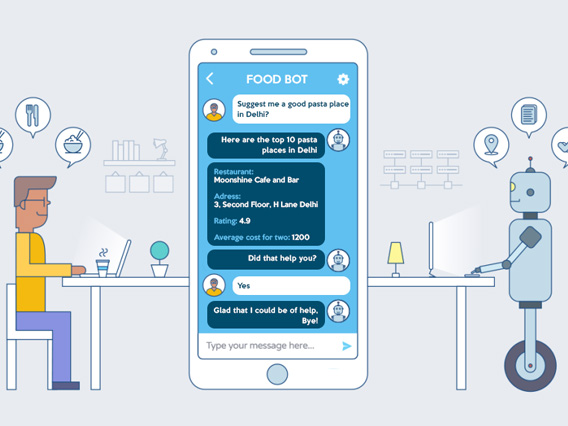 FOOD BOT
Suggest me a good pasta place
in Delhi?
Here are the top 10 pasta
places in Delhi
Restaurant:
Moonshine Cafe and Bar
Adress:
3, Second Floor, H Lane Delhi
Rating: 4.9
Average cost for two: 1200
Did that help you?
Yes
Glad that I could be of help,
Bye!
Type your message here...